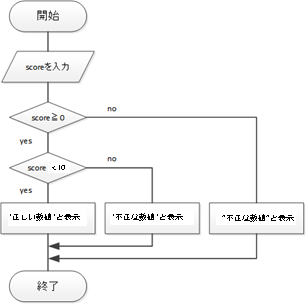 開始
scoreを入力
score≧0
no
yes
score <10
no
yes
"正しい数値"と表示
"不正な数値"と表示
"不正な数値"と表示
終了